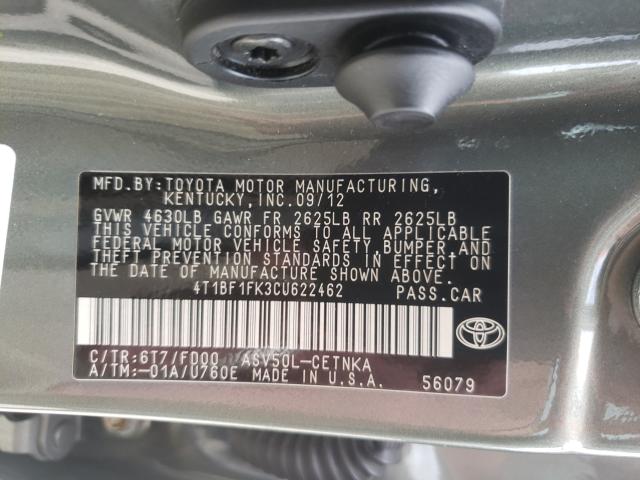 MFD.BY:TOYOTA MOTOR MANUFACTURING,
KENTUCKY,INC.09/12
GVWR 4630LB GAWR FR 2625LB RR 2625LB
THIS VEHICLE CONFORMS TO ALL APPLICABLE
FEDERAL MOTOR VEHICLE SAFETY,BUMPER AND
THEFT PREVENTION STANDARDS IN EFFECT ON
THE DATE OF MANUFACTURE SHOWN ABOVE.
4T1BF1FK3CU622462 PASS.CAR
C/TR:6T7/FD00 ASV50L-CETNKA
A/TM:-01A/U760E MADE IN U.S.A. 56079